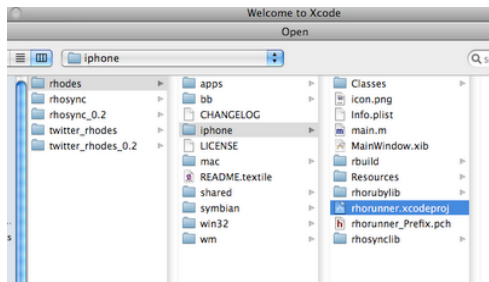 Welcome to Xcode
Open
iphone
rhodes
rhosync
rhosync_0.2
twitter_rhodes
twitter_rhodes_0.2
apps
bb
CHANGELOG
iphone
LICENSE
mac
README.textile
shared
symbian
win32
wm
Classes
icon.png
Info.plist
main.m
MainWindow.xib
rbuild
Resources
rhorubylib
rhorunner.xcodeproj
rhorunner_Prefix.pch
rhosynclib